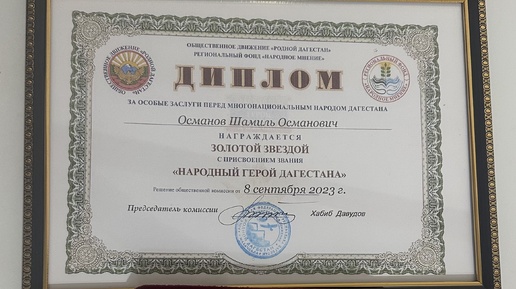 ОБЩЕСТВЕННОЕ ДВИЖЕНИЕ «РОДНОЙ ДАГЕСТАН»
РЕГИОНАЛЬНЫЙ ФОНД «НАРОДНОЕ МНЕНИЕ»
ДИПЛОМ
ЗА ОСОБЫЕ ЗАСЛУГИ ПЕРЕД МНОГОНАЦИОНАЛЬНЫМ НАРОДОМ ДАГЕСТАНА
Османов Шамиль Османович
НАГРАЖДАЕТСЯ
ЗОЛОТОЙ ЗВЕЗДОЙ
С ПРИСВОЕНИЕМ ЗВАНИЯ
«НАРОДНЫЙ ГЕРОЙ ДАГЕСТАНА»
Решение общественной комиссии от 8 сентября 2023 г.
Председатель комиссии Хабиб Давудов